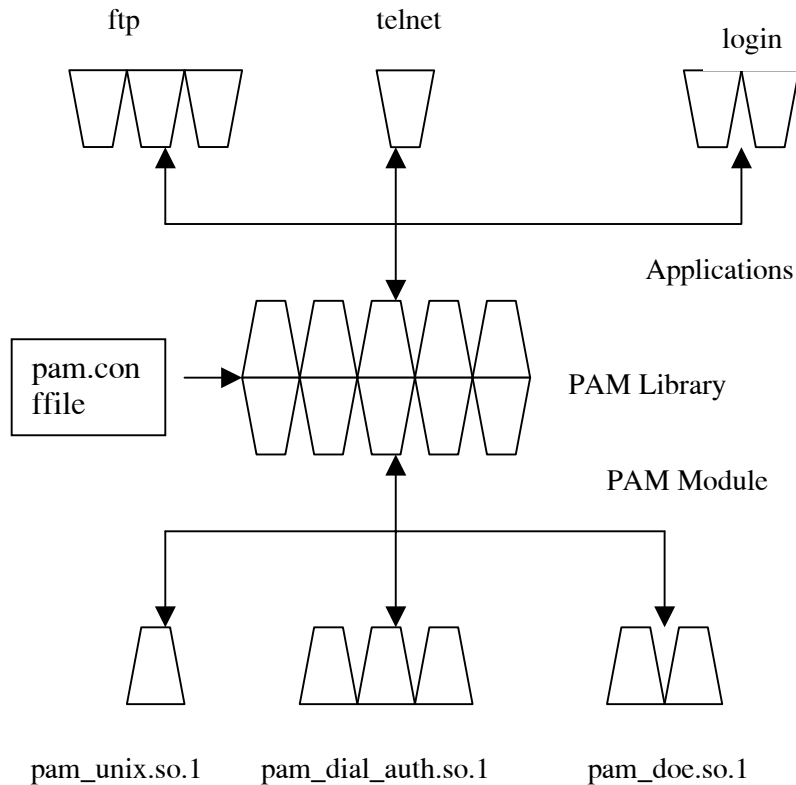 ftp
telnet
login
Applications
pam.con
ffile
PAM Library
PAM Module
pam_unix.so.1
pam_dial_auth.so.1
pam_doe.so.1